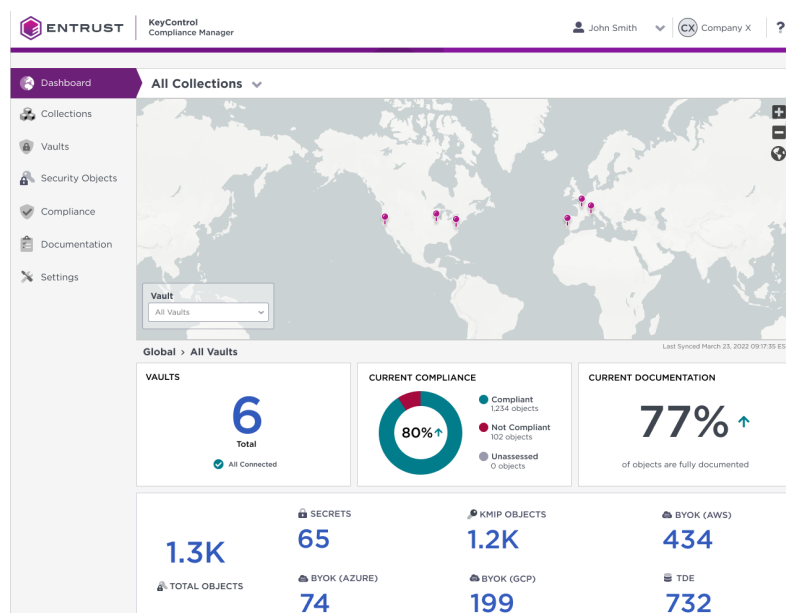 ENTRUST
KeyControl
Compliance Manager
John Smith
CX
Company X
?
Dashboard
All Collections
Collections
Vaults
Security Objects
Compliance
Documentation
Settings
Vault
All Vaults
Last Synced March 23, 2022 09:17:35 ES
Global > All Vaults
VAULTS
6
Total
All Connected
CURRENT COMPLIANCE
80%
Compliant
1,234 objects
Not Compliant
102 objects
Unassessed
0 objects
CURRENT DOCUMENTATION
77%
of objects are fully documented
1.3K
TOTAL OBJECTS
SECRETS
65
KMIP OBJECTS
1.2K
BYOK (AWS)
434
BYOK (AZURE)
74
BYOK (GCP)
199
TDE
732